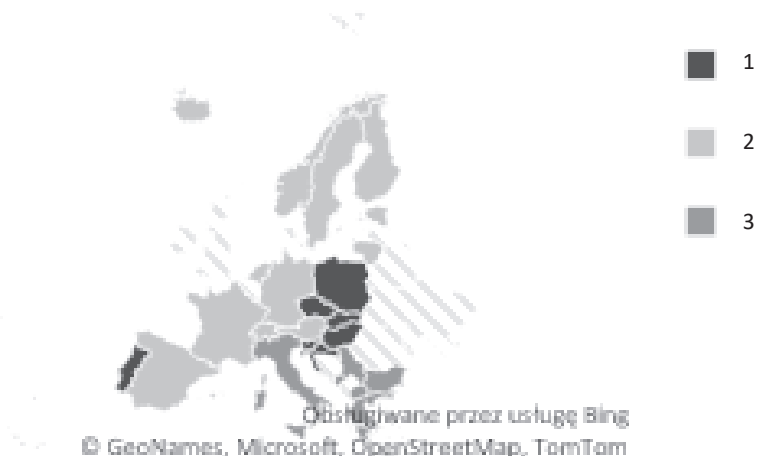 1
2
3
Obsługiwane przez usługę Bing
© GeoNames, Microsoft, OpenStreetMap, TomTom